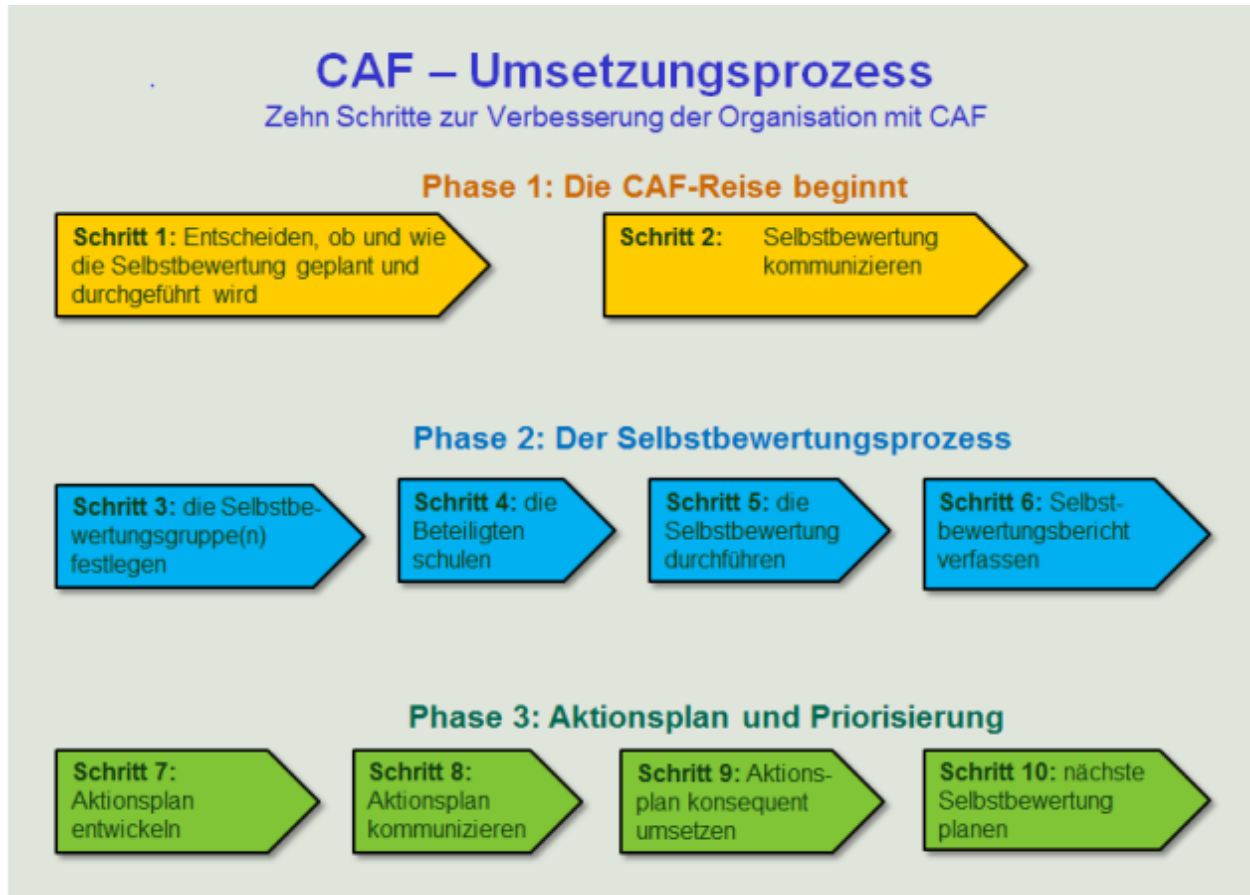 CAF – Umsetzungsprozess
Zehn Schritte zur Verbesserung der Organisation mit CAF
Phase 1: Die CAF-Reise beginnt
Schritt 1: Entscheiden, ob und wie
die Selbstbewertung geplant und
durchgeführt wird
Schritt 2: Selbstbewertung
kommunizieren
Phase 2: Der Selbstbewertungsprozess
Schritt 3: die Selbstbe-
wertungsgruppe(n)
festlegen
Schritt 4: die
Beteiligten
schulen
Schritt 5: die
Selbstbewertung
durchführen
Schritt 6: Selbst-
bewertungsbericht
verfassen
Phase 3: Aktionsplan und Priorisierung
Schritt 7:
Aktionsplan
entwickeln
Schritt 8:
Aktionsplan
kommunizieren
Schritt 9: Aktions-
plan konsequent
umsetzen
Schritt 10: nächste
Selbstbewertung
planen